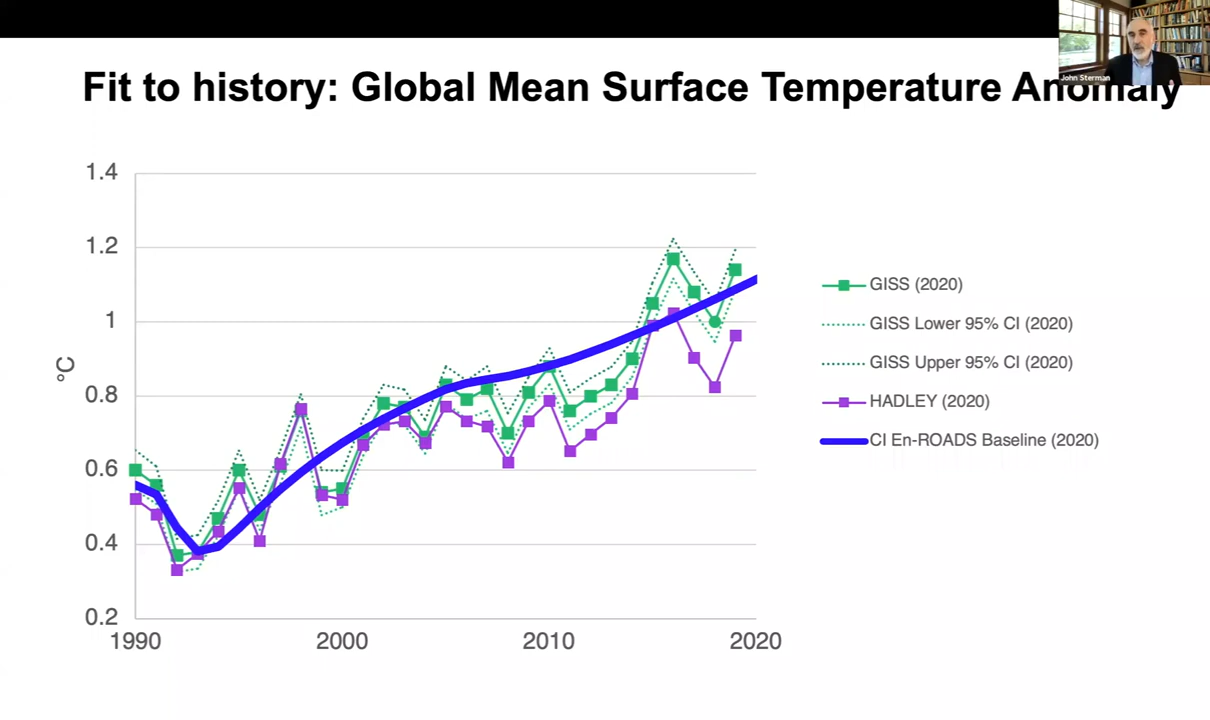 John Sterman
Fit to history: Global Mean Surface Temperature Anomaly
1.4
1.2
1
0.8
0.6
0.4
0.2
°C
1990
2000
2010
2020
GISS (2020)
GISS Lower 95% CI (2020)
GISS Upper 95% CI (2020)
HADLEY (2020)
CI En-ROADS Baseline (2020)